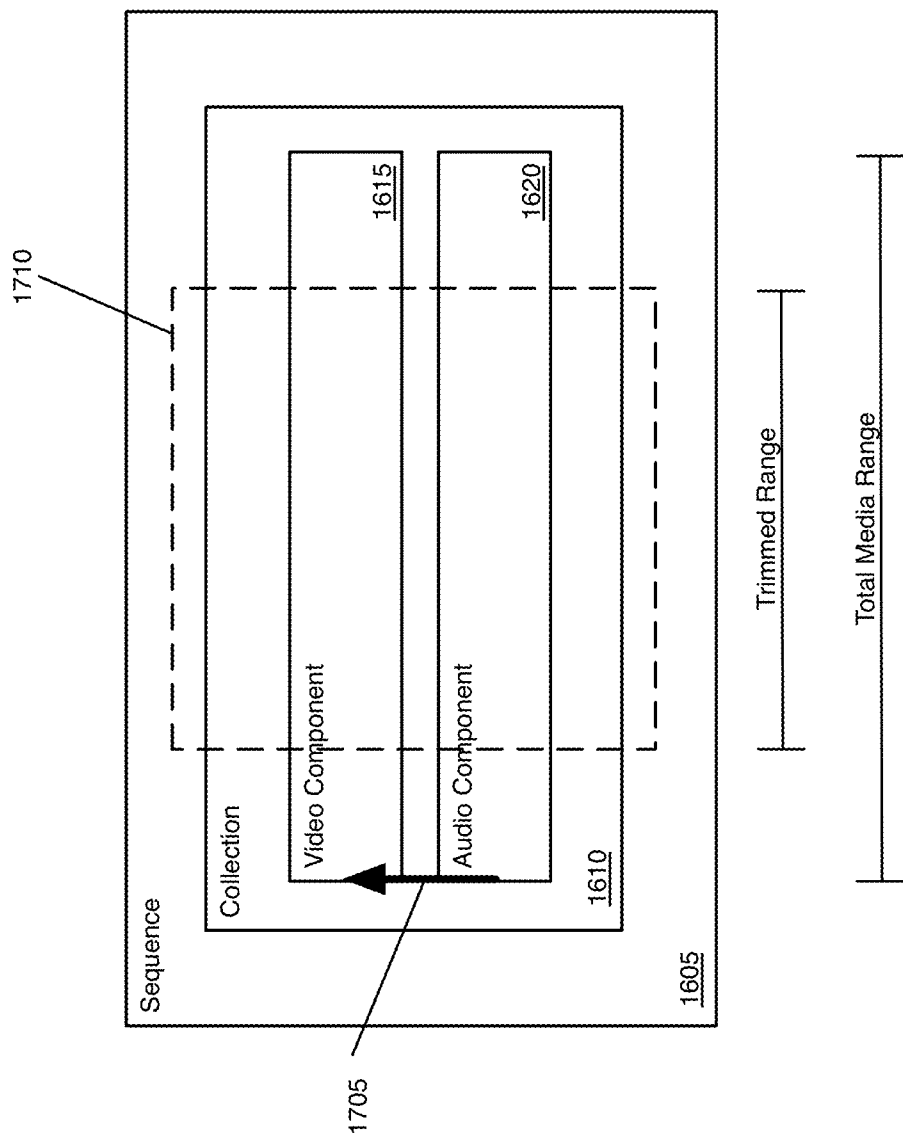 1710
Sequence
Collection
Video Component
1615
Audio Component
1620
1610
1605
1705
Trimmed Range
Total Media Range